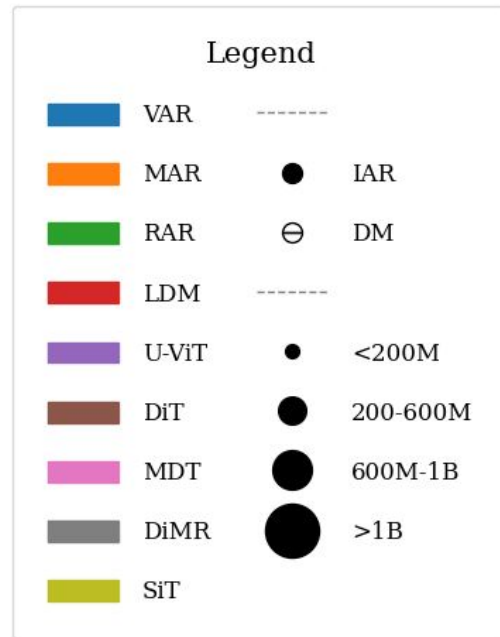 Legend
VAR
MAR IAR
RAR DM
LDM
U-ViT <200M
DiT 200-600M
MDT 600M-1B
DiMR >1B
SiT